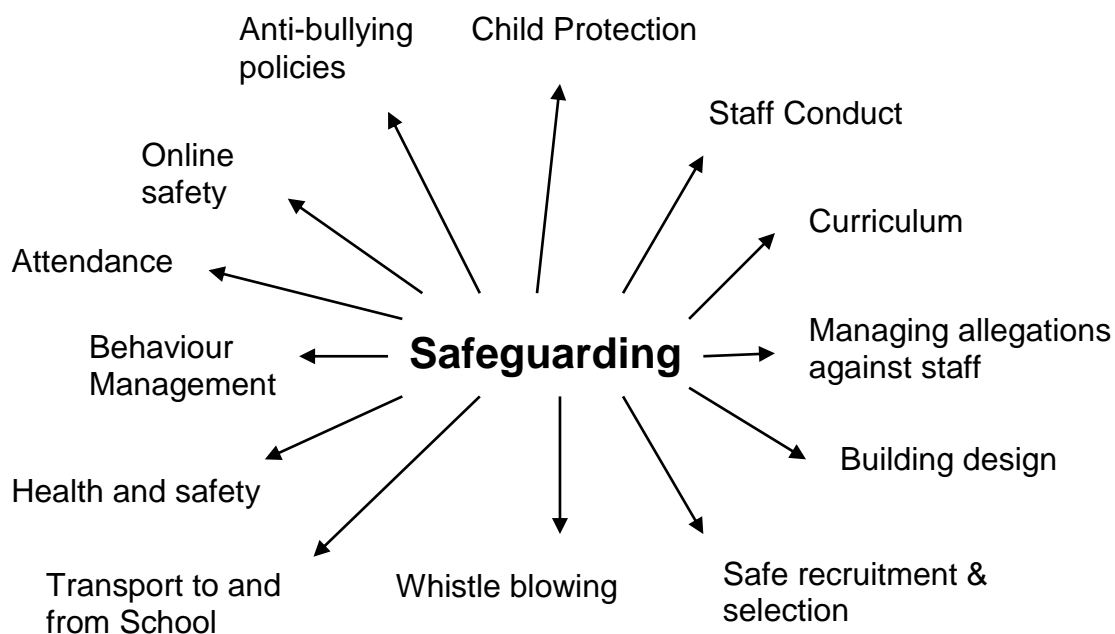 Anti-bullying
policies
Child Protection
Staff Conduct
Online
safety
Curriculum
Attendance
Behaviour
Management
Safeguarding
Managing allegations
against staff
Building design
Health and safety
Transport to and
from School
Whistle blowing
Safe recruitment &
selection